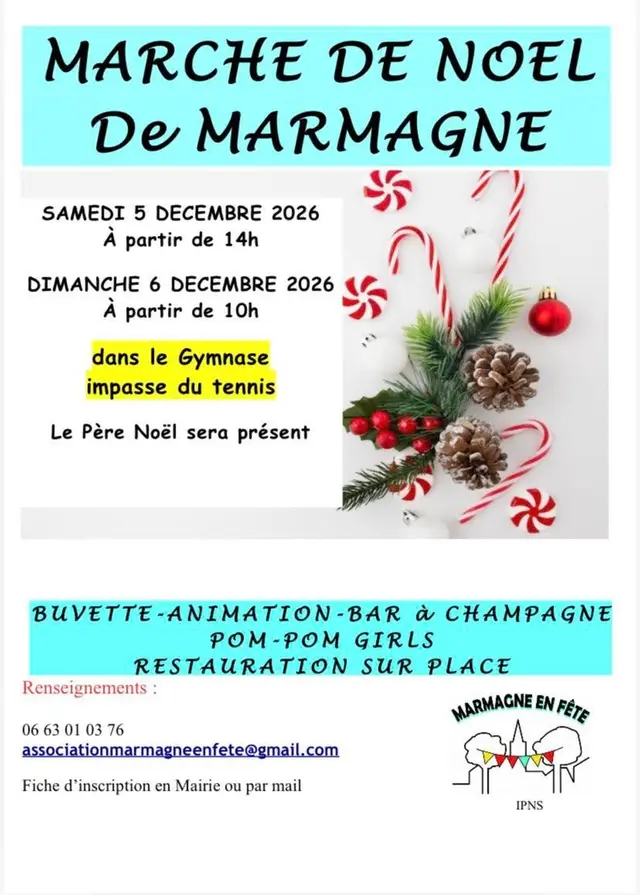 MARCHE DE NOEL
De MARMAGNE
SAMEDI 5 DECEMBRE 2026
À partir de 14h
DIMANCHE 6 DECEMBRE 2026
À partir de 10h
dans le Gymnase
impasse du tennis
Le Père Noël sera présent
BUVETTE-ANIMATION-BAR à CHAMPAGNE
POM-POM GIRLS
RESTAURATION SUR PLACE
Renseignements :
06 63 01 03 76
associationmarmagneenfete@gmail.com
Fiche d’inscription en Mairie ou par mail
MARMAGNE EN FÊTE
IPNS